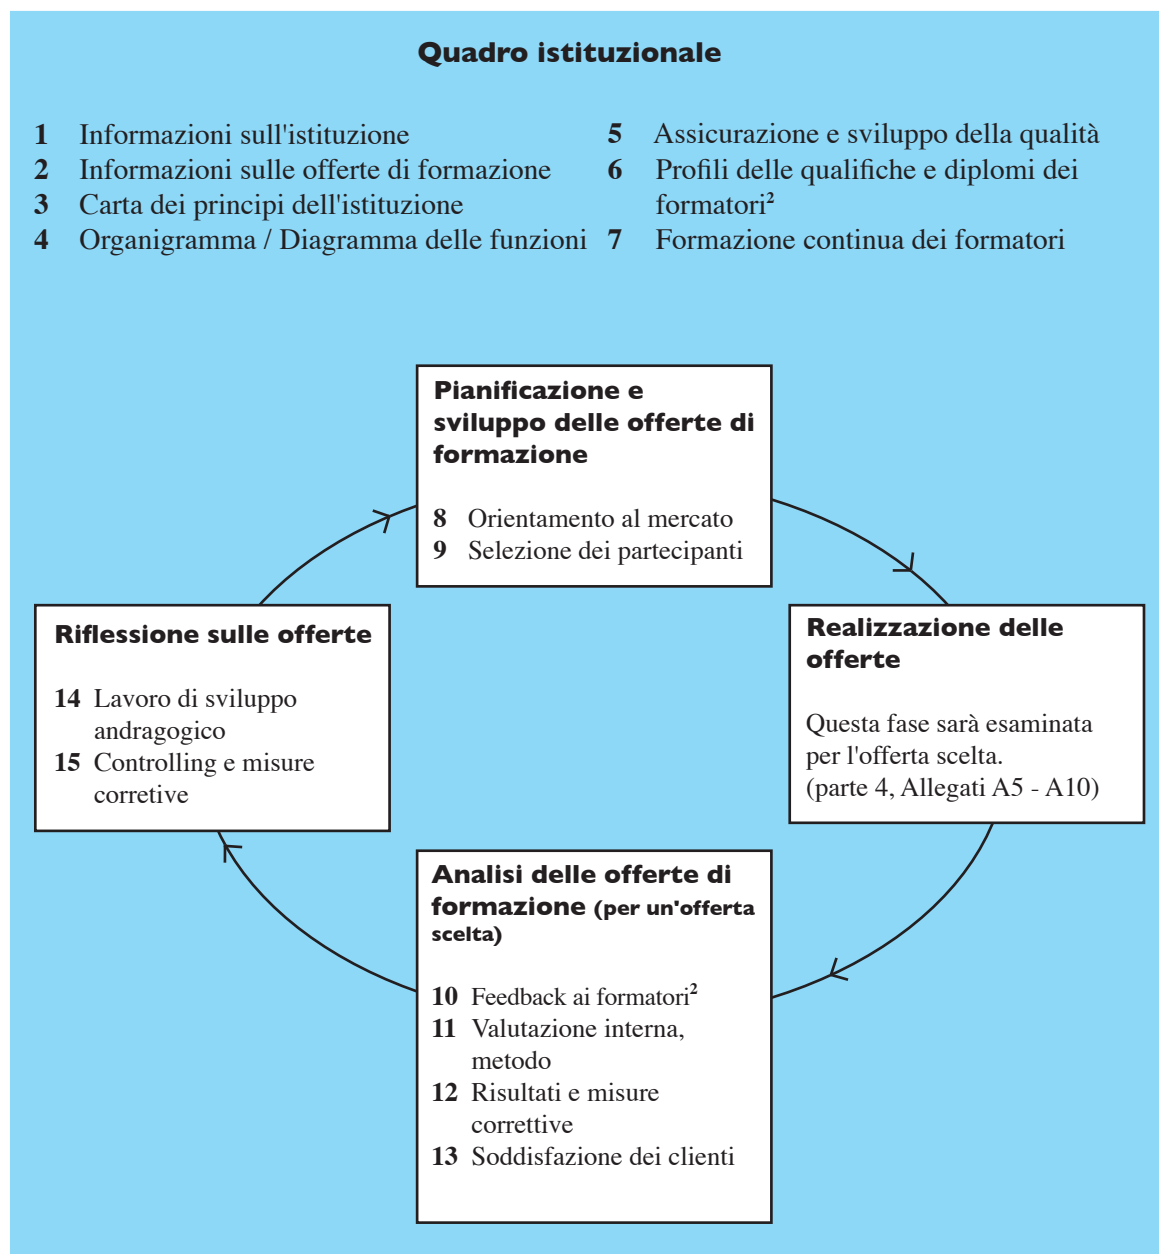 Quadro istituzionale
1 Informazioni sull'istituzione
2 Informazioni sulle offerte di formazione
3 Carta dei principi dell'istituzione
4 Organigramma / Diagramma delle funzioni
5 Assicurazione e sviluppo della qualità
6 Profili delle qualifiche e diplomi dei
formatori²
7 Formazione continua dei formatori
Pianificazione e
sviluppo delle offerte di
formazione
8 Orientamento al mercato
9 Selezione dei partecipanti
Realizzazione delle
offerte
Questa fase sarà esaminata
per l'offerta scelta.
(parte 4, Allegati A5 - A10)
Analisi delle offerte di
formazione (per un'offerta
scelta)
10 Feedback ai formatori²
11 Valutazione interna,
metodo
12 Risultati e misure
correttive
13 Soddisfazione dei clienti
Riflessione sulle offerte
14 Lavoro di sviluppo
andragogico
15 Controlling e misure
corretive